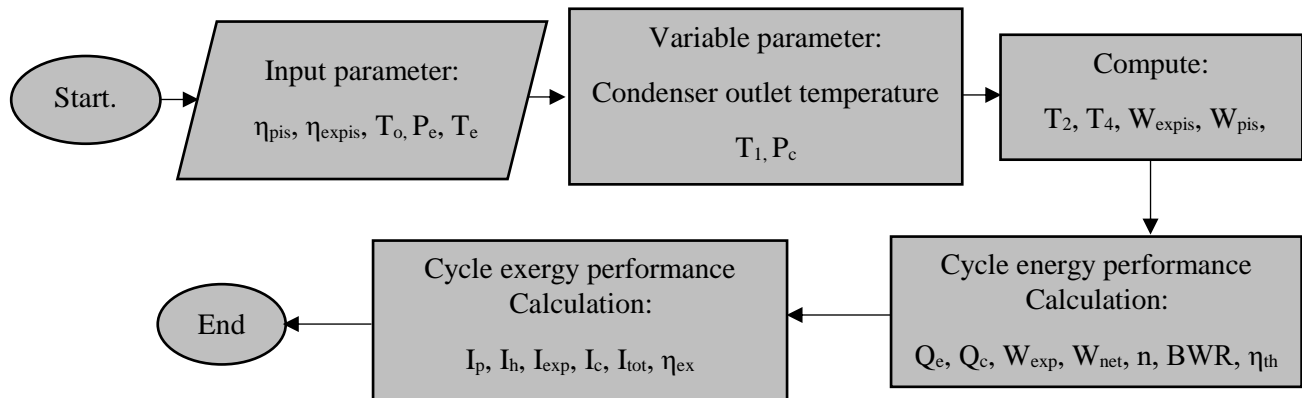 Start.
Input parameter:
ηpis, ηexpis, To, Pe, Te
Variable parameter:
Condenser outlet temperature
T1, Pc
Compute:
T2, T4, Wexpis, Wpis,
Cycle energy performance
Calculation:
Qe, Qc, Wexp, Wnet, n, BWR, ηth
Cycle exergy performance
Calculation:
Ip, Ih, Iexp, Ic, Itot, ηex
End